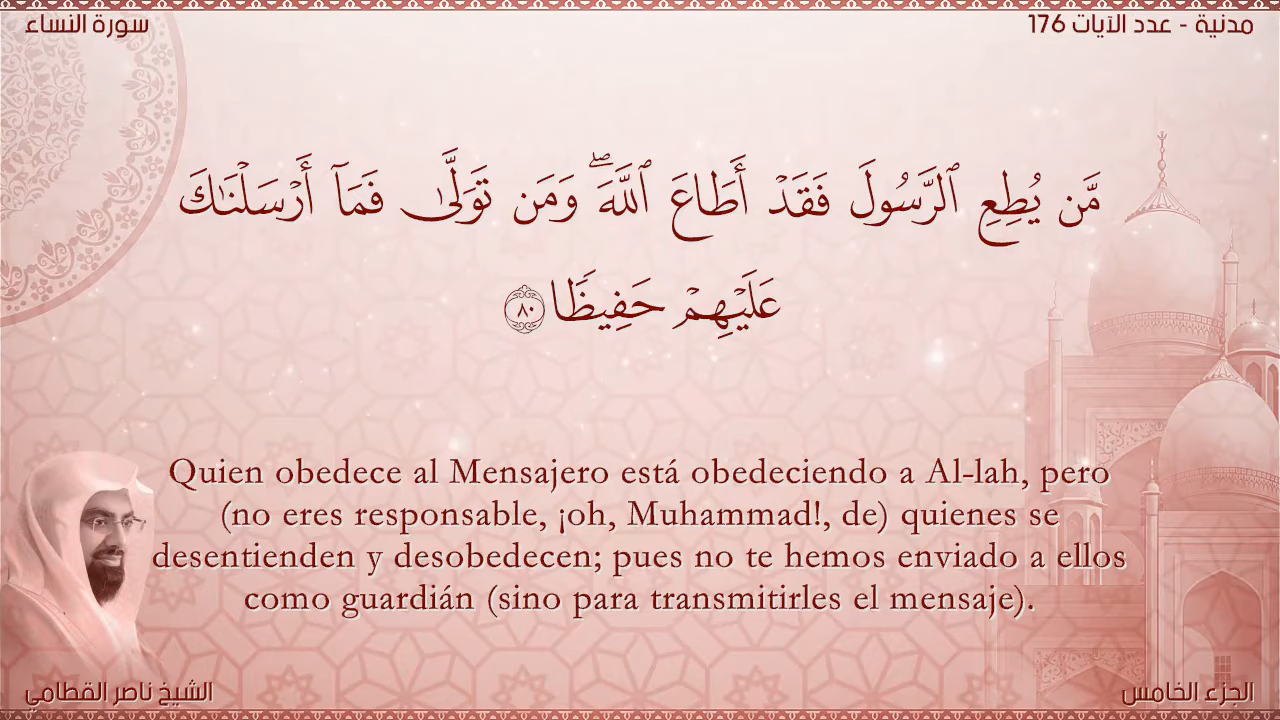 سورة النساء
مدنية - عدد الآيات 176
مَّن يُطِعِ ٱلرَّسُولَ فَقَدْ أَطَاعَ ٱللَّهَۖ وَمَن تَوَلَّىٰ فَمَآ أَرْسَلْنَٰكَ
عَلَيْهِمْ حَفِيظًا ٨٠
Quien obedece al Mensajero está obedeciendo a Al-lah, pero
(no eres responsable, ¡oh, Muhammad!, de) quienes se
desentienden y desobedecen; pues no te hemos enviado a ellos
como guardián (sino para transmitirles el mensaje).
الشيخ ناصر القطامي
الجزء الخامس